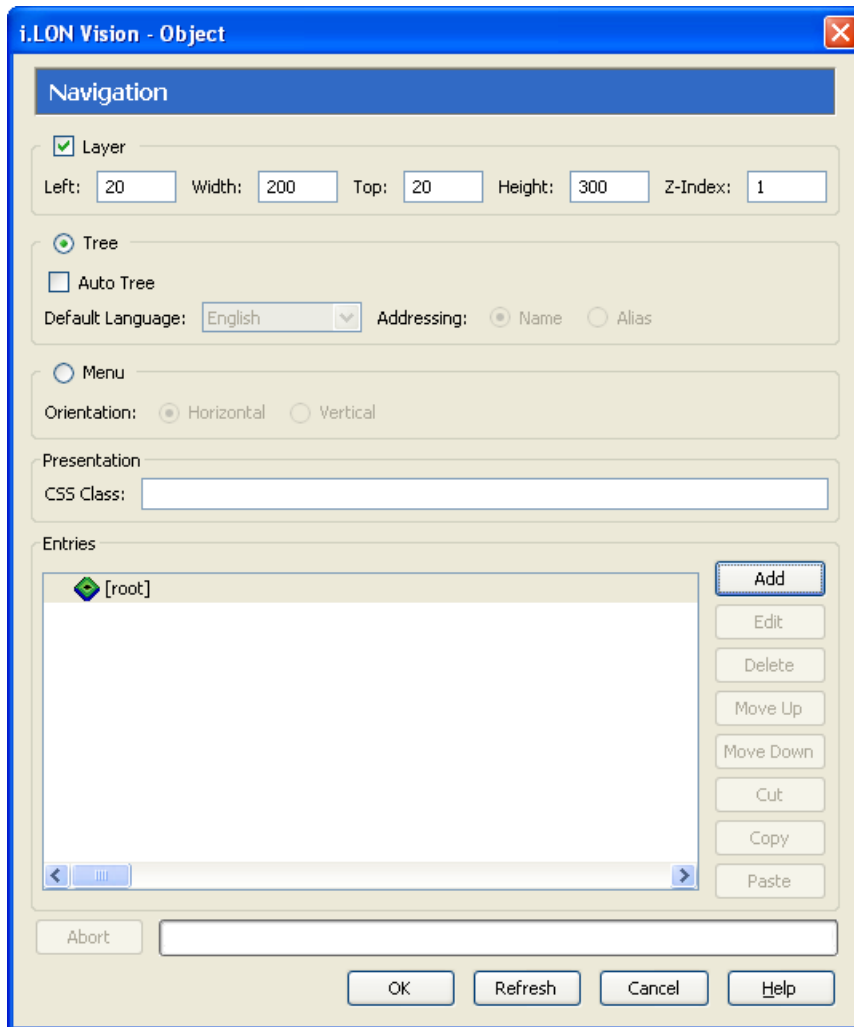 i.LON Vision - Object
Navigation
Layer
Left: 20 Width: 200 Top: 20 Height: 300 Z-Index: 1
Tree
Auto Tree
Default Language: English Addressing: Name Alias
Menu
Orientation: Horizontal Vertical
Presentation
CSS Class:
Entries
[root]
Add
Edit
Delete
Move Up
Move Down
Cut
Copy
Paste
Abort
OK Refresh Cancel Help